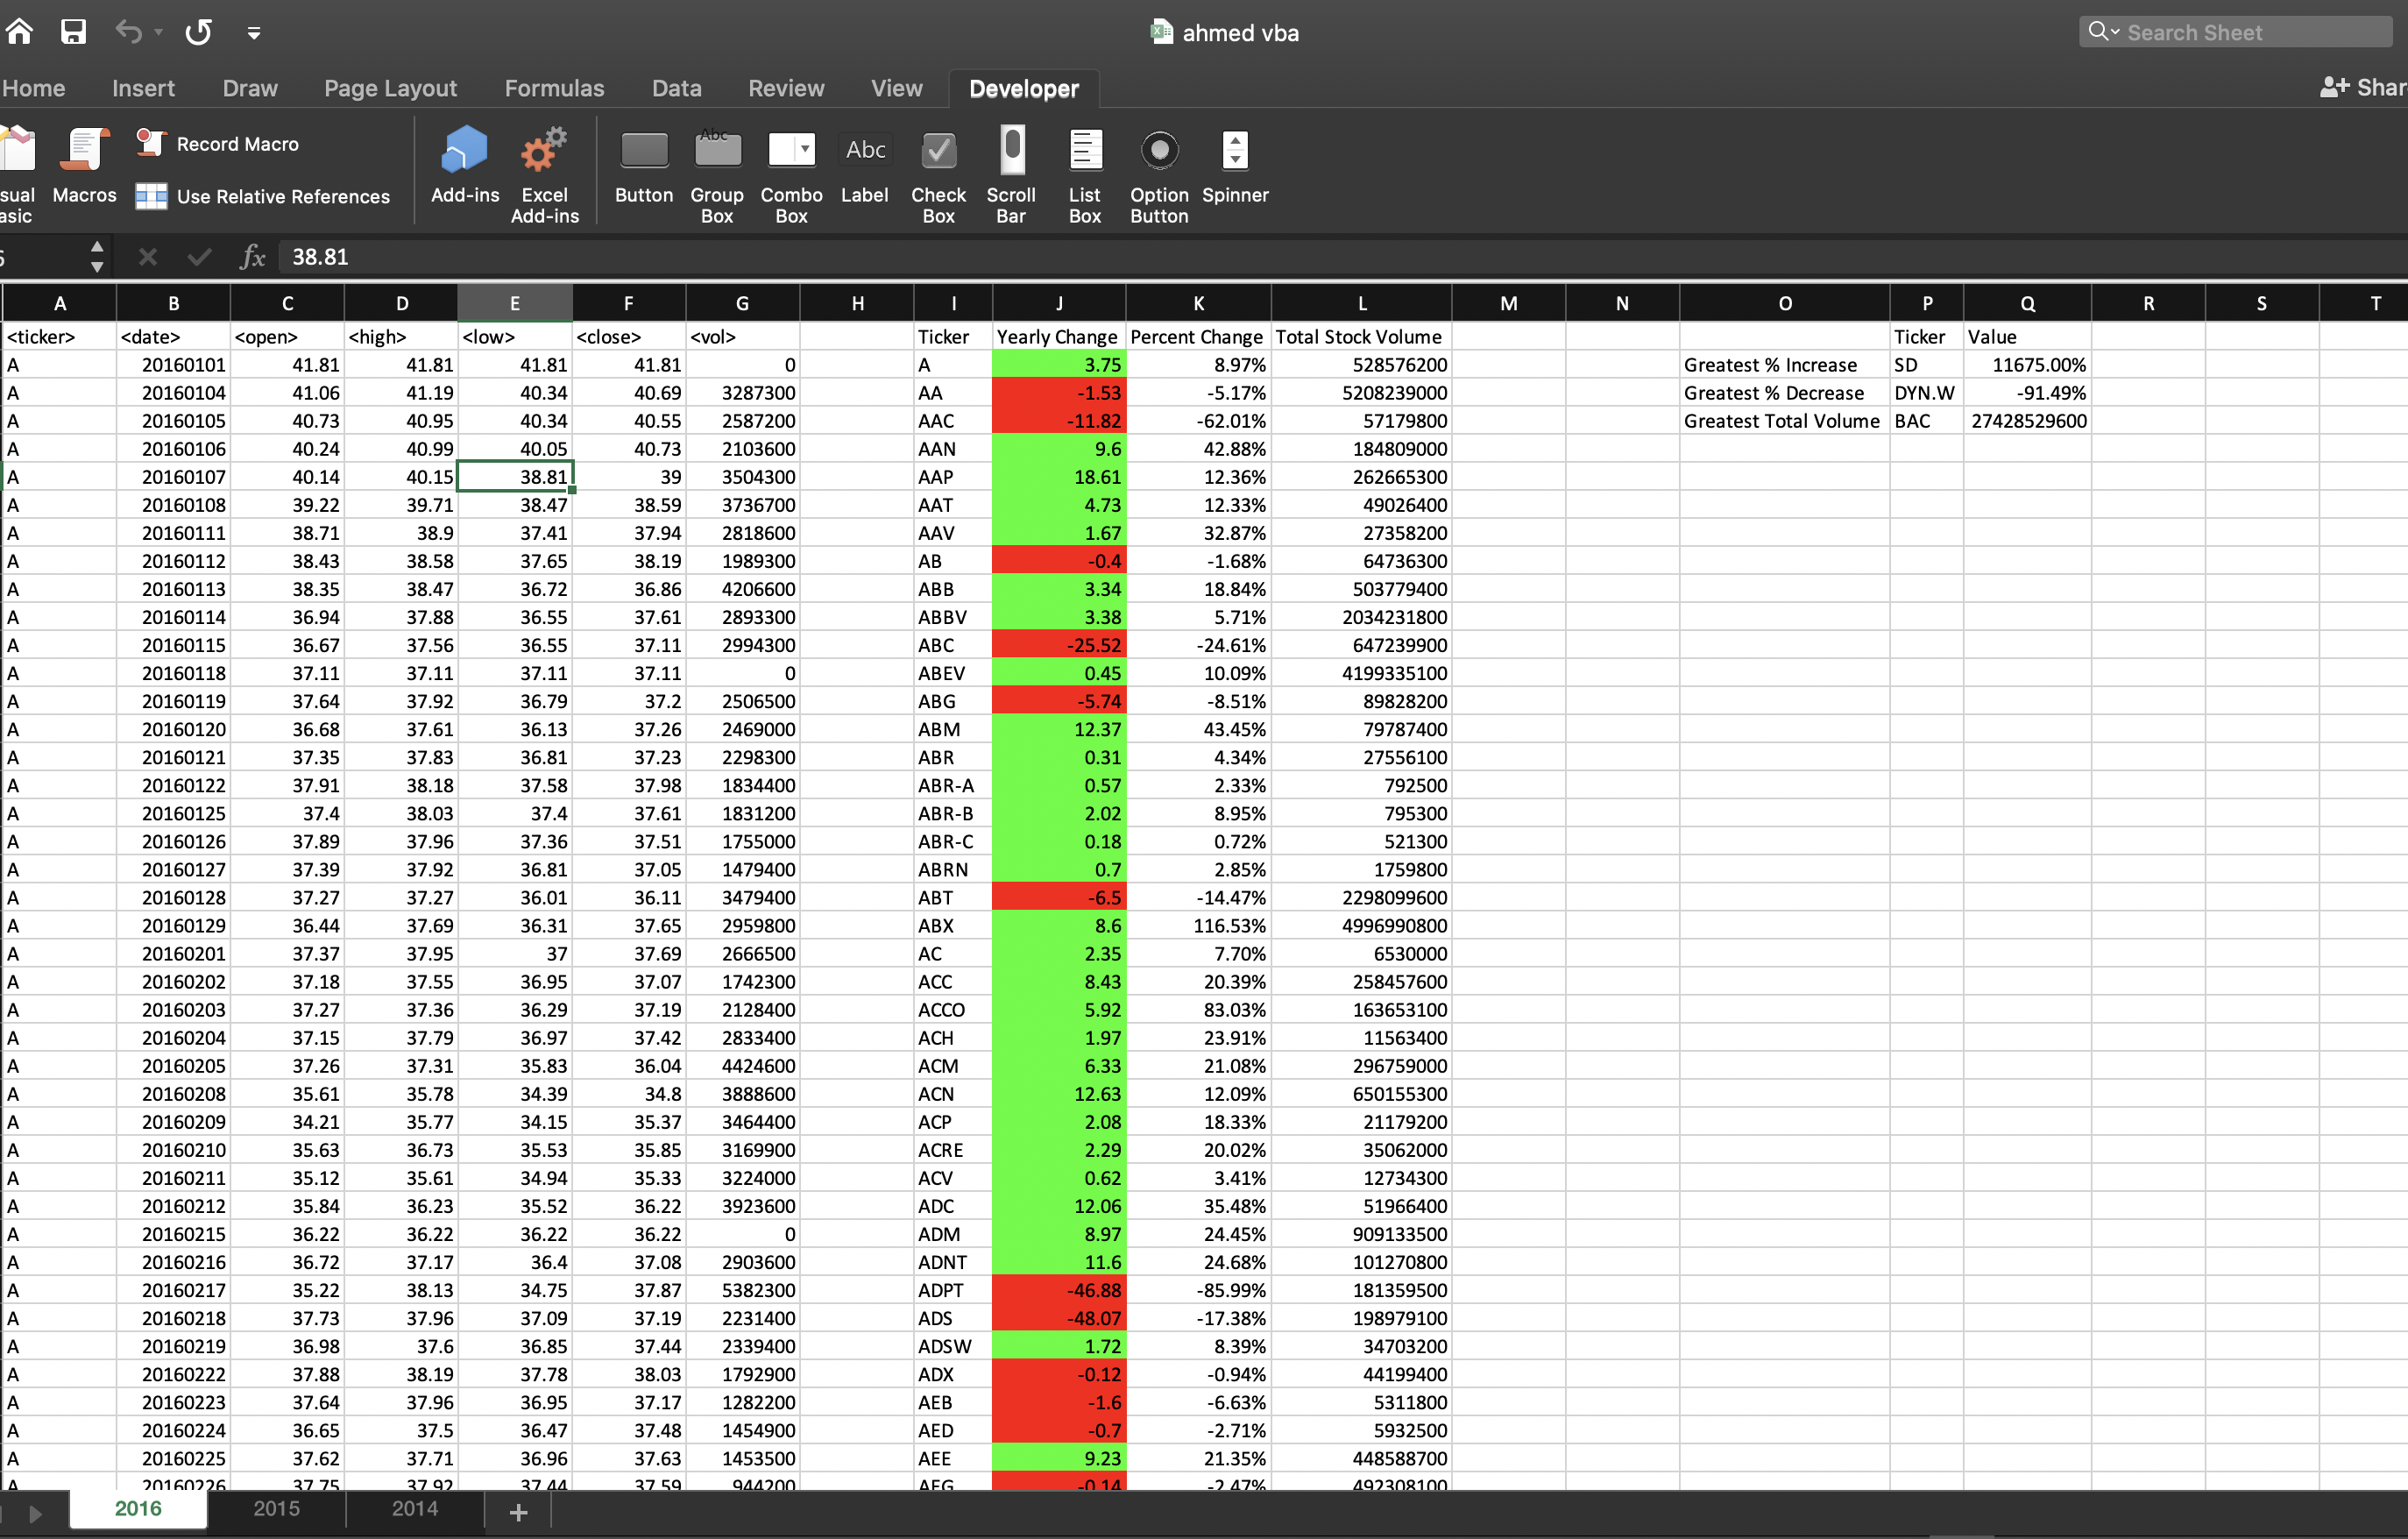 ahmed vba
Search Sheet
Home Insert Draw Page Layout Formulas Data Review View Developer Shar
sual asic Macros Record Macro Use Relative References Add-ins Excel Add-ins Button Abc Group Box Combo Box Abc Label Check Box Scroll Bar List Box Option Button Spinner
fx 38.81
A B C D E F G H I J K L M N O P Q R S T
<ticker> <date> <open> <high> <low> <close> <vol> Ticker Yearly Change Percent Change Total Stock Volume Ticker Value
A 20160101 41.81 41.81 41.81 41.81 0 A 3.75 8.97% 528576200 Greatest % Increase SD 11675.00%
A 20160104 41.06 41.19 40.34 40.69 3287300 AA -1.53 -5.17% 5208239000 Greatest % Decrease DYN.W -91.49%
A 20160105 40.73 40.95 40.34 40.55 2587200 AAC -11.82 -62.01% 57179800 Greatest Total Volume BAC 27428529600
A 20160106 40.24 40.99 40.05 40.73 2103600 AAN 9.6 42.88% 184809000
A 20160107 40.14 40.15 38.81 39 3504300 AAP 18.61 12.36% 262665300
A 20160108 39.22 39.71 38.47 38.59 3736700 AAT 4.73 12.33% 49026400
A 20160111 38.71 38.9 37.41 37.94 2818600 AAV 1.67 32.87% 27358200
A 20160112 38.43 38.58 37.65 38.19 1989300 AB -0.4 -1.68% 64736300
A 20160113 38.35 38.47 36.72 36.86 4206600 ABB 3.34 18.84% 503779400
A 20160114 36.94 37.88 36.55 37.61 2893300 ABBV 3.38 5.71% 2034231800
A 20160115 36.67 37.56 36.55 37.11 2994300 ABC -25.52 -24.61% 647239900
A 20160118 37.11 37.11 37.11 37.11 0 ABEV 0.45 10.09% 4199335100
A 20160119 37.64 37.92 36.79 37.2 2506500 ABG -5.74 -8.51% 89828200
A 20160120 36.68 37.61 36.13 37.26 2469000 ABM 12.37 43.45% 79787400
A 20160121 37.35 37.83 36.81 37.23 2298300 ABR 0.31 4.34% 27556100
A 20160122 37.91 38.18 37.58 37.98 1834400 ABR-A 0.57 2.33% 792500
A 20160125 37.4 38.03 37.4 37.61 1831200 ABR-B 2.02 8.95% 795300
A 20160126 37.89 37.96 37.36 37.51 1755000 ABR-C 0.18 0.72% 521300
A 20160127 37.39 37.92 36.81 37.05 1479400 ABRN 0.7 2.85% 1759800
A 20160128 37.27 37.27 36.01 36.11 3479400 ABT -6.5 -14.47% 2298099600
A 20160129 36.44 37.69 36.31 37.65 2959800 ABX 8.6 116.53% 4996990800
A 20160201 37.37 37.95 37 37.69 2666500 AC 2.35 7.70% 6530000
A 20160202 37.18 37.55 36.95 37.07 1742300 ACC 8.43 20.39% 258457600
A 20160203 37.27 37.36 36.29 37.19 2128400 ACCO 5.92 83.03% 163653100
A 20160204 37.15 37.79 36.97 37.42 2833400 ACH 1.97 23.91% 11563400
A 20160205 37.26 37.31 35.83 36.04 4424600 ACM 6.33 21.08% 296759000
A 20160208 35.61 35.78 34.39 34.8 3888600 ACN 12.63 12.09% 650155300
A 20160209 34.21 35.77 34.15 35.37 3464400 ACP 2.08 18.33% 21179200
A 20160210 35.63 36.73 35.53 35.85 3169900 ACRE 2.29 20.02% 35062000
A 20160211 35.12 35.61 34.94 35.33 3224000 ACV 0.62 3.41% 12734300
A 20160212 35.84 36.23 35.52 36.22 3923600 ADC 12.06 35.48% 51966400
A 20160215 36.22 36.22 36.22 36.22 0 ADM 8.97 24.45% 909133500
A 20160216 36.72 37.17 36.4 37.08 2903600 ADNT 11.6 24.68% 101270800
A 20160217 35.22 38.13 34.75 37.87 5382300 ADPT -46.88 -85.99% 181359500
A 20160218 37.73 37.96 37.09 37.19 2231400 ADS -48.07 -17.38% 198979100
A 20160219 36.98 37.6 36.85 37.44 2339400 ADSW 1.72 8.39% 34703200
A 20160222 37.88 38.19 37.78 38.03 1792900 ADX -0.12 -0.94% 44199400
A 20160223 37.64 37.96 36.95 37.17 1282200 AEB -1.6 -6.63% 5311800
A 20160224 36.65 37.5 36.47 37.48 1454900 AED -0.7 -2.71% 5932500
A 20160225 37.62 37.71 36.96 37.63 1453500 AEE 9.23 21.35% 448588700
A 20160226 37.75 37.92 37.44 37.59 944200 AEG -0.14 -2.47% 492308100
2016 2015 2014